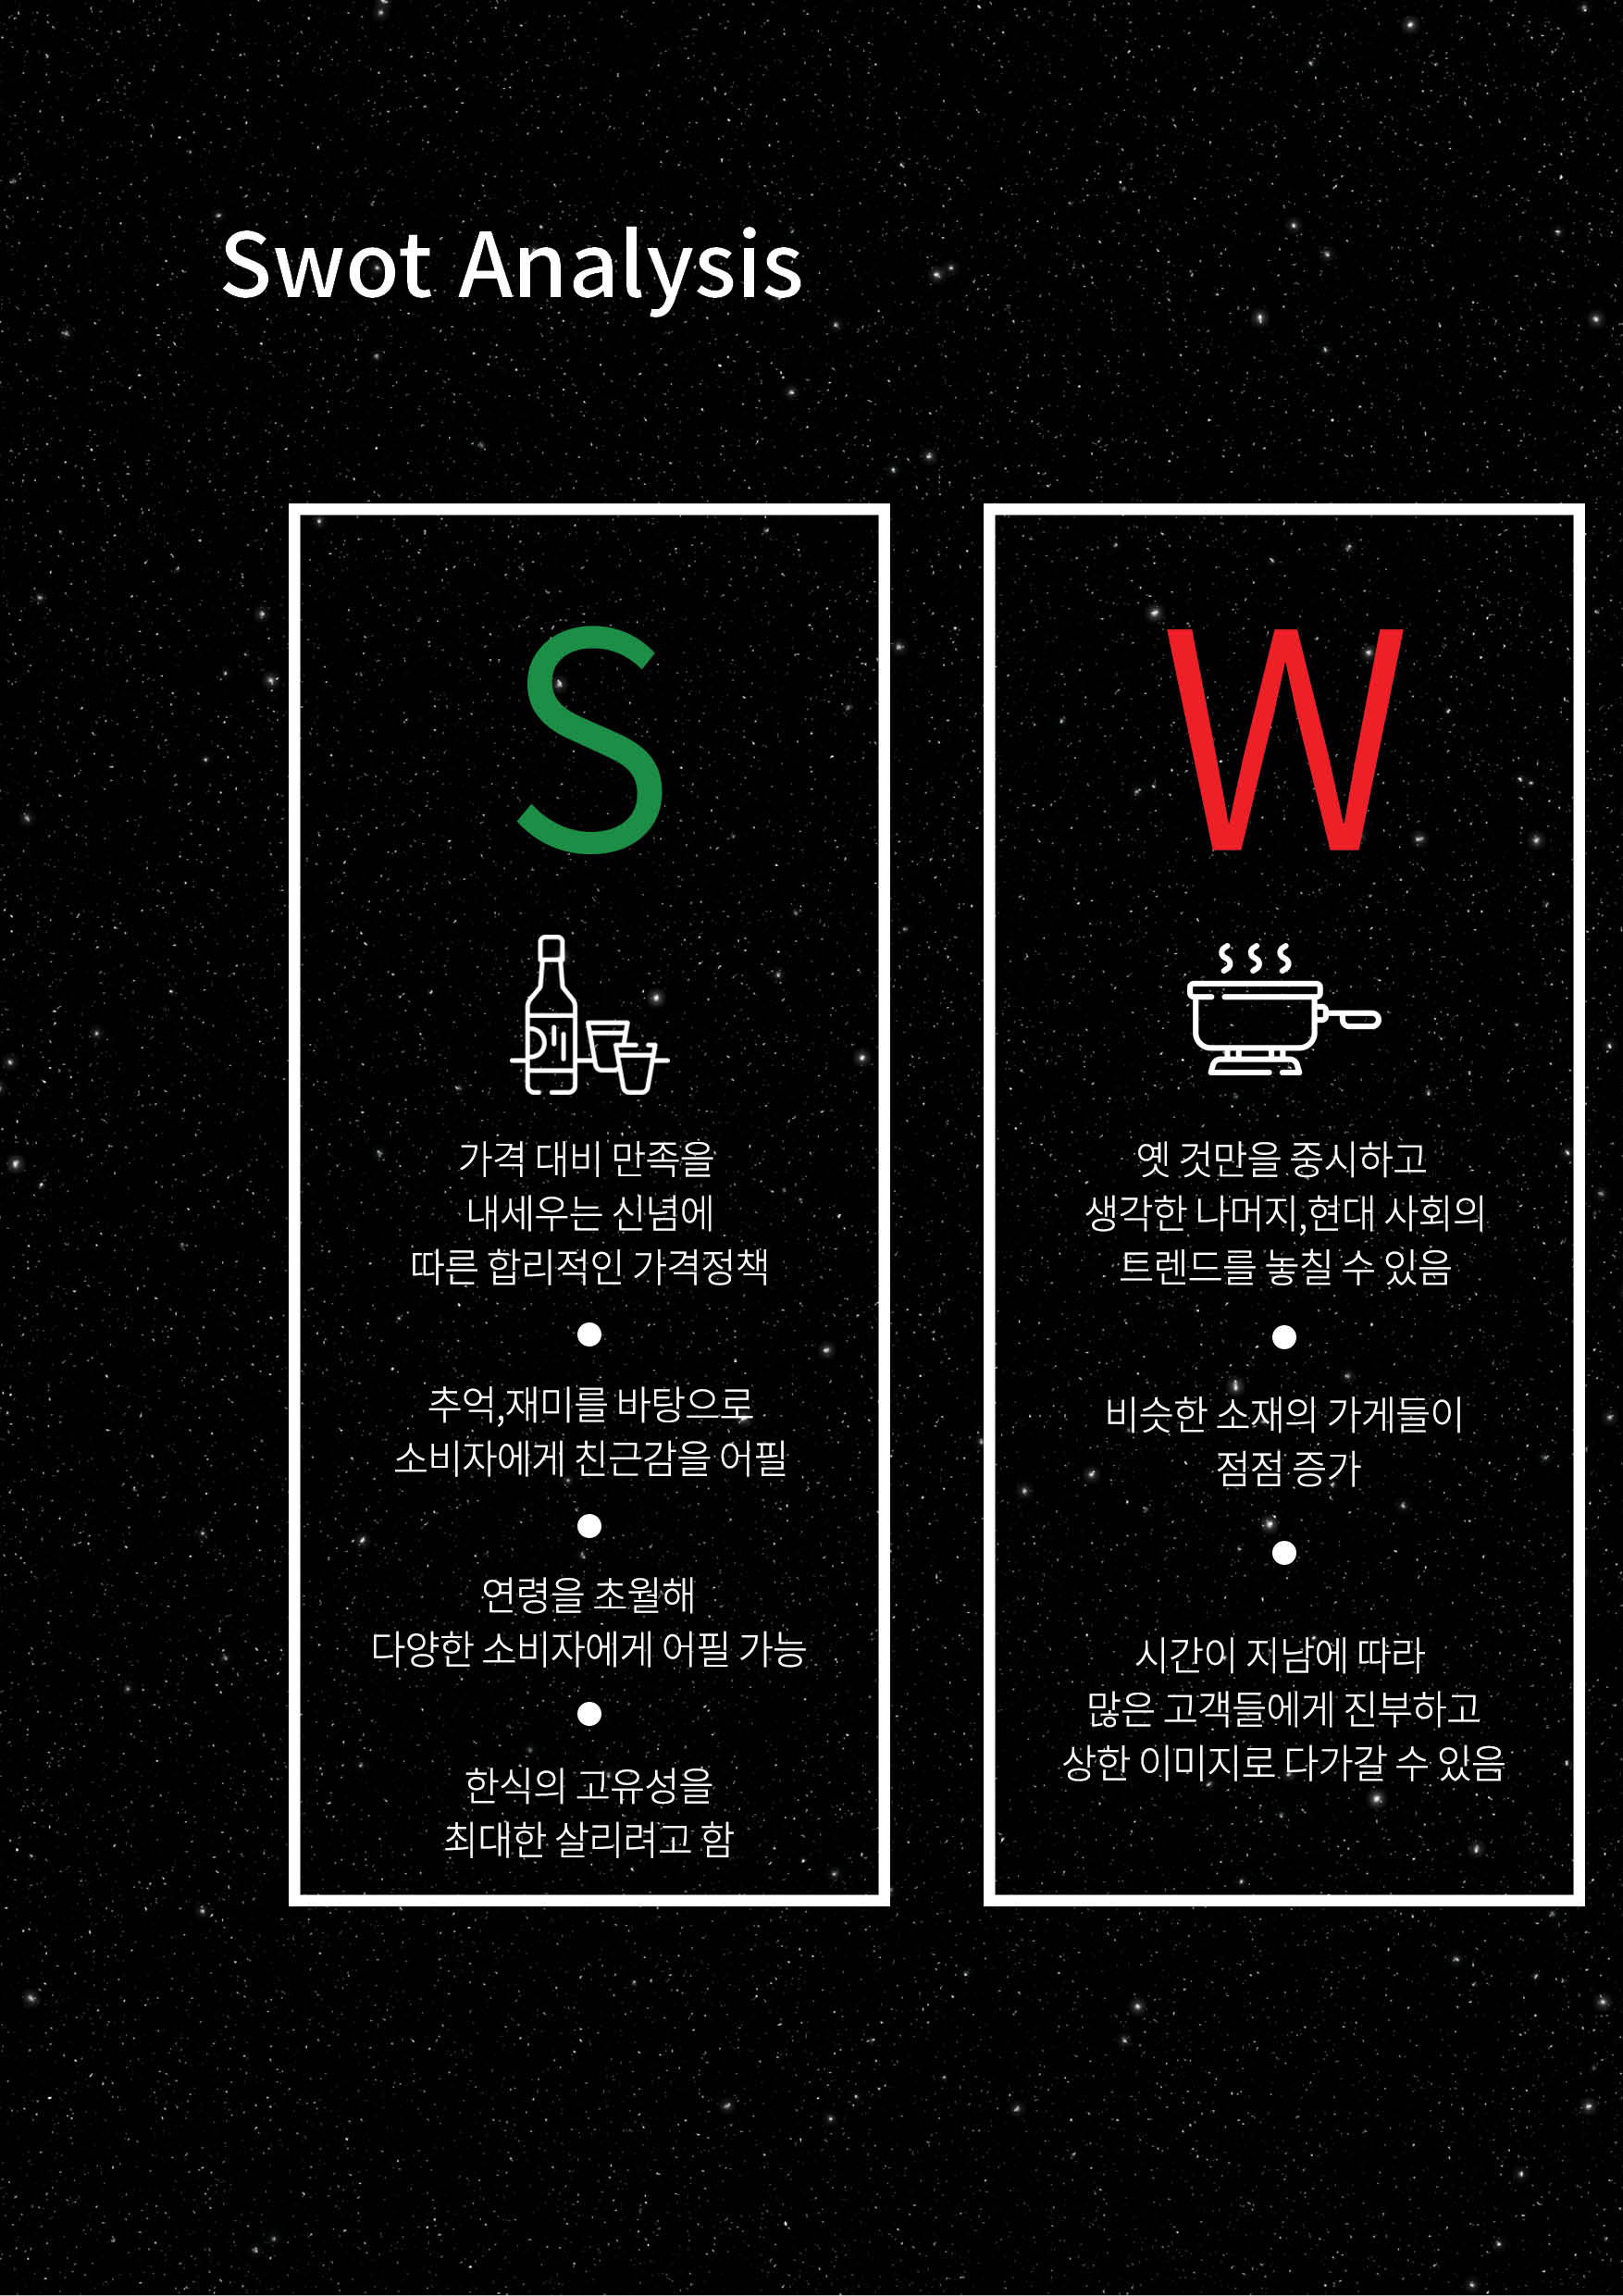 Swot Analysis
S
가격 대비 만족을
내세우는 신념에
따른 합리적인 가격정책
추억,재미를 바탕으로
소비자에게 친근감을 어필
연령을 초월해
다양한 소비자에게 어필 가능
한식의 고유성을
최대한 살리려고 함
W
옛 것만을 중시하고
생각한 나머지,현대 사회의
트렌드를 놓칠 수 있음
비슷한 소재의 가게들이
점점 증가
시간이 지남에 따라
많은 고객들에게 진부하고
상한 이미지로 다가갈 수 있음